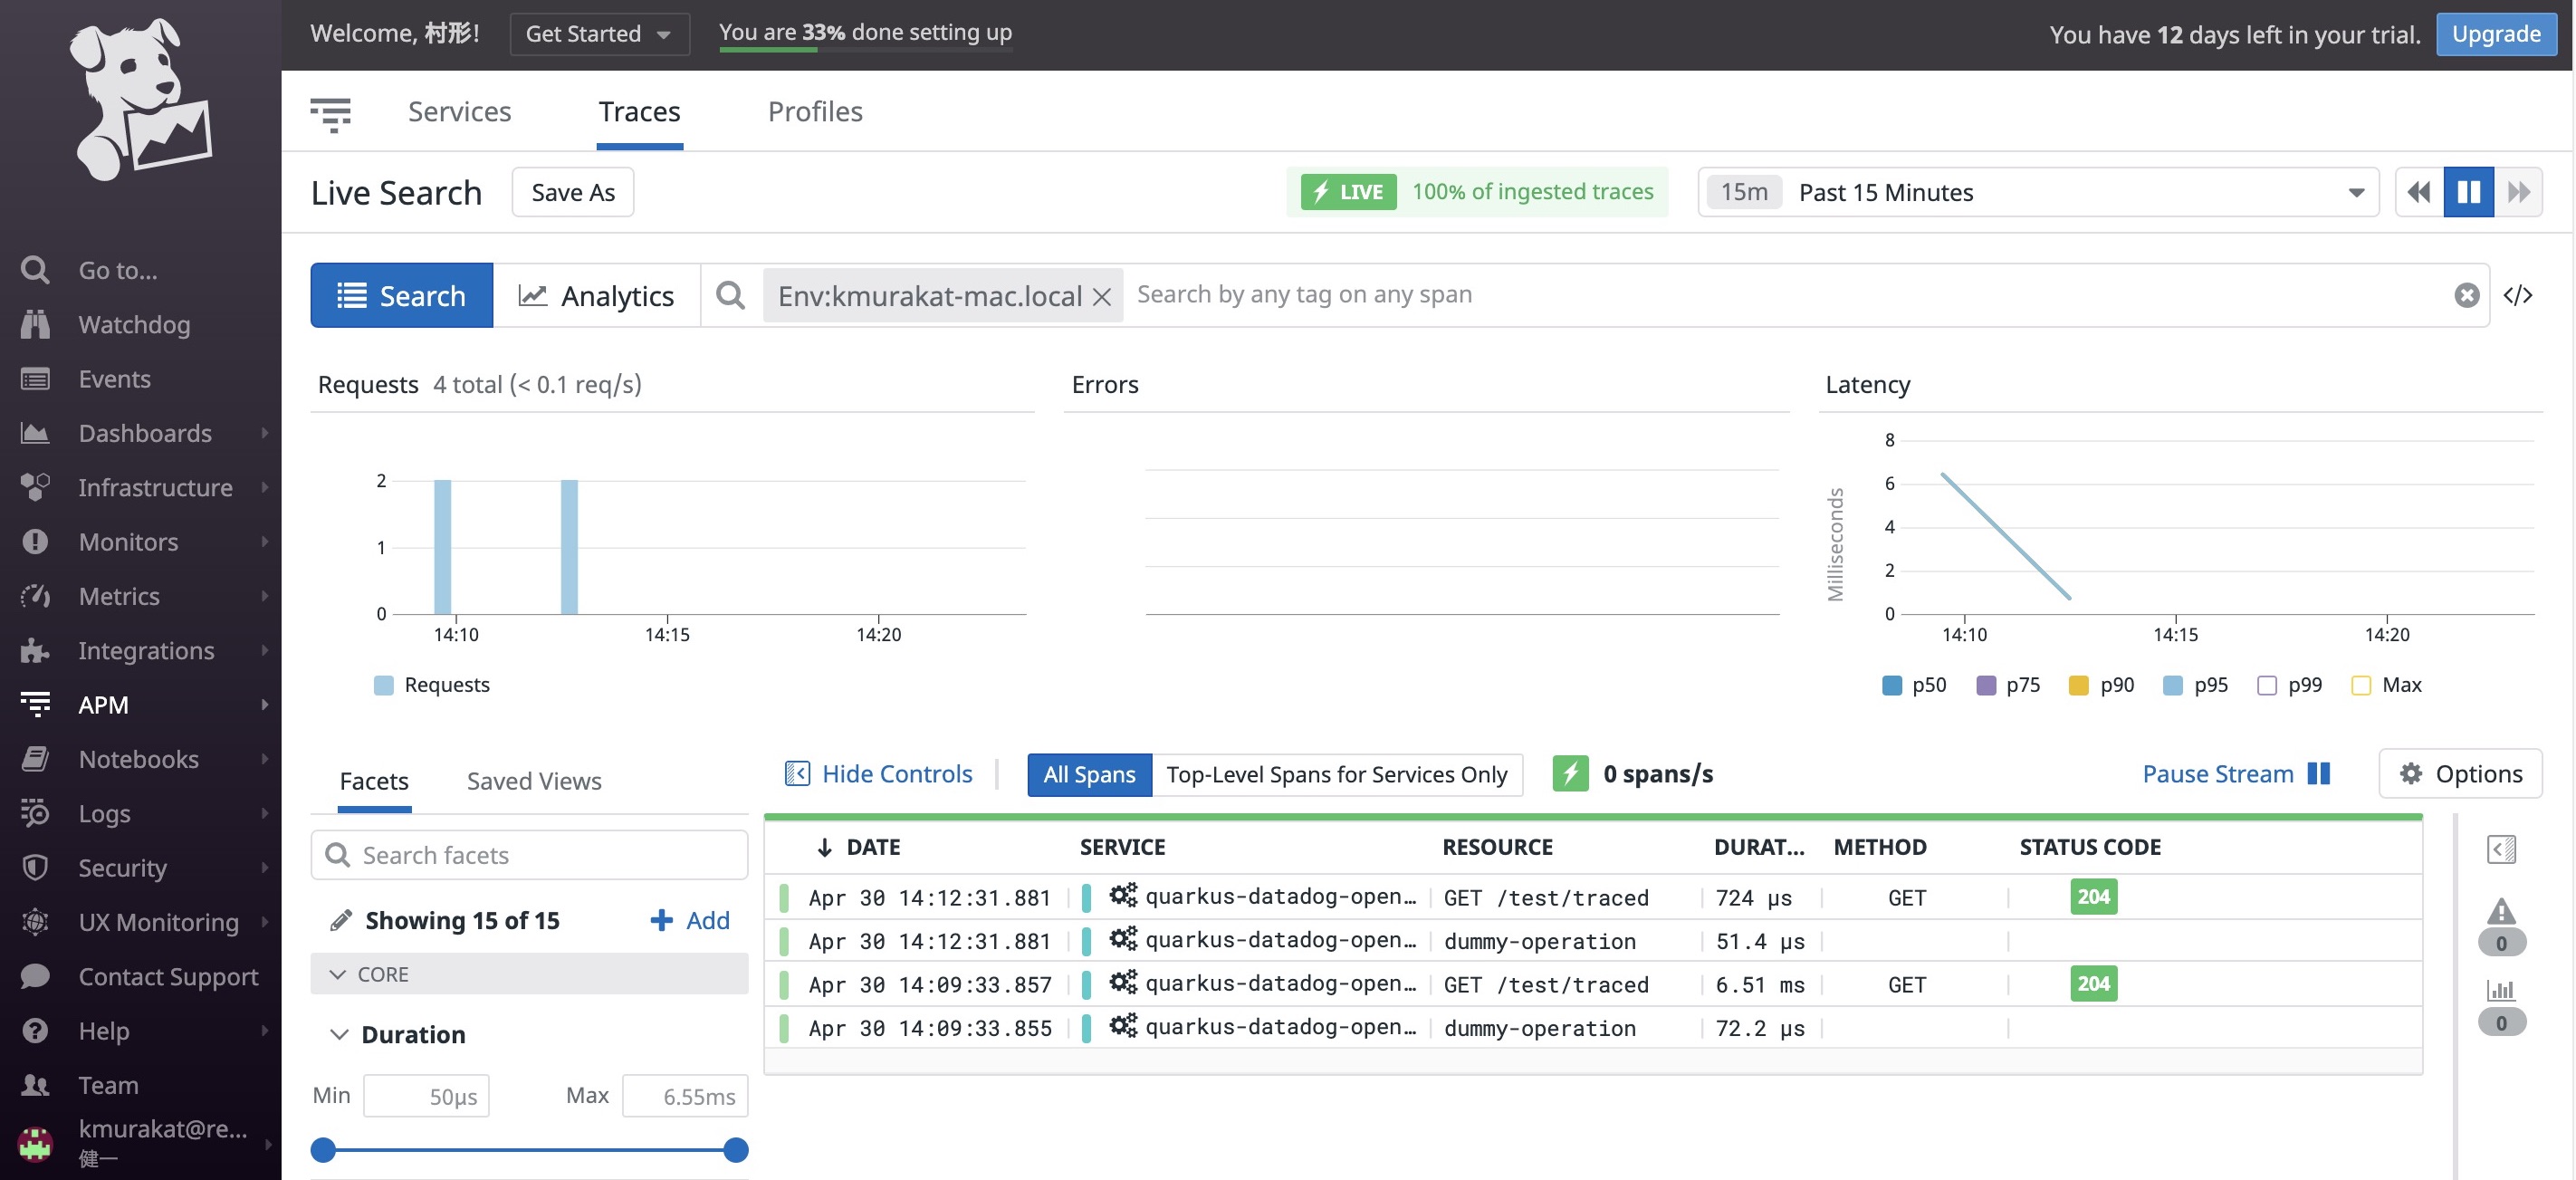 Welcome, 村形! Get Started You are 33% done setting up You have 12 days left in your trial. Upgrade
Services Traces Profiles
Live Search Save As LIVE 100% of ingested traces 15m Past 15 Minutes
Go to...
Watchdog
Events
Dashboards
Infrastructure
Monitors
Metrics
Integrations
APM
Notebooks
Logs
Security
UX Monitoring
Contact Support
Help
Team
kmurakat@re...
健一
Search Analytics Env:kmurakat-mac.local Search by any tag on any span </>
Requests 4 total (< 0.1 req/s)
2
1
0
14:10 14:15 14:20
Requests
Errors
Latency
Milliseconds
8
6
4
2
0
14:10 14:15 14:20
p50 p75 p90 p95 p99 Max
Facets Saved Views
Search facets
Showing 15 of 15 Add
CORE
Duration
Min 50µs Max 6.55ms
Hide Controls All Spans Top-Level Spans for Services Only 0 spans/s Pause Stream Options
DATE SERVICE RESOURCE DURAT... METHOD STATUS CODE
Apr 30 14:12:31.881 quarkus-datadog-open... GET /test/traced 724 µs GET 204
Apr 30 14:12:31.881 quarkus-datadog-open... dummy-operation 51.4 µs
Apr 30 14:09:33.857 quarkus-datadog-open... GET /test/traced 6.51 ms GET 204
Apr 30 14:09:33.855 quarkus-datadog-open... dummy-operation 72.2 µs
0
0